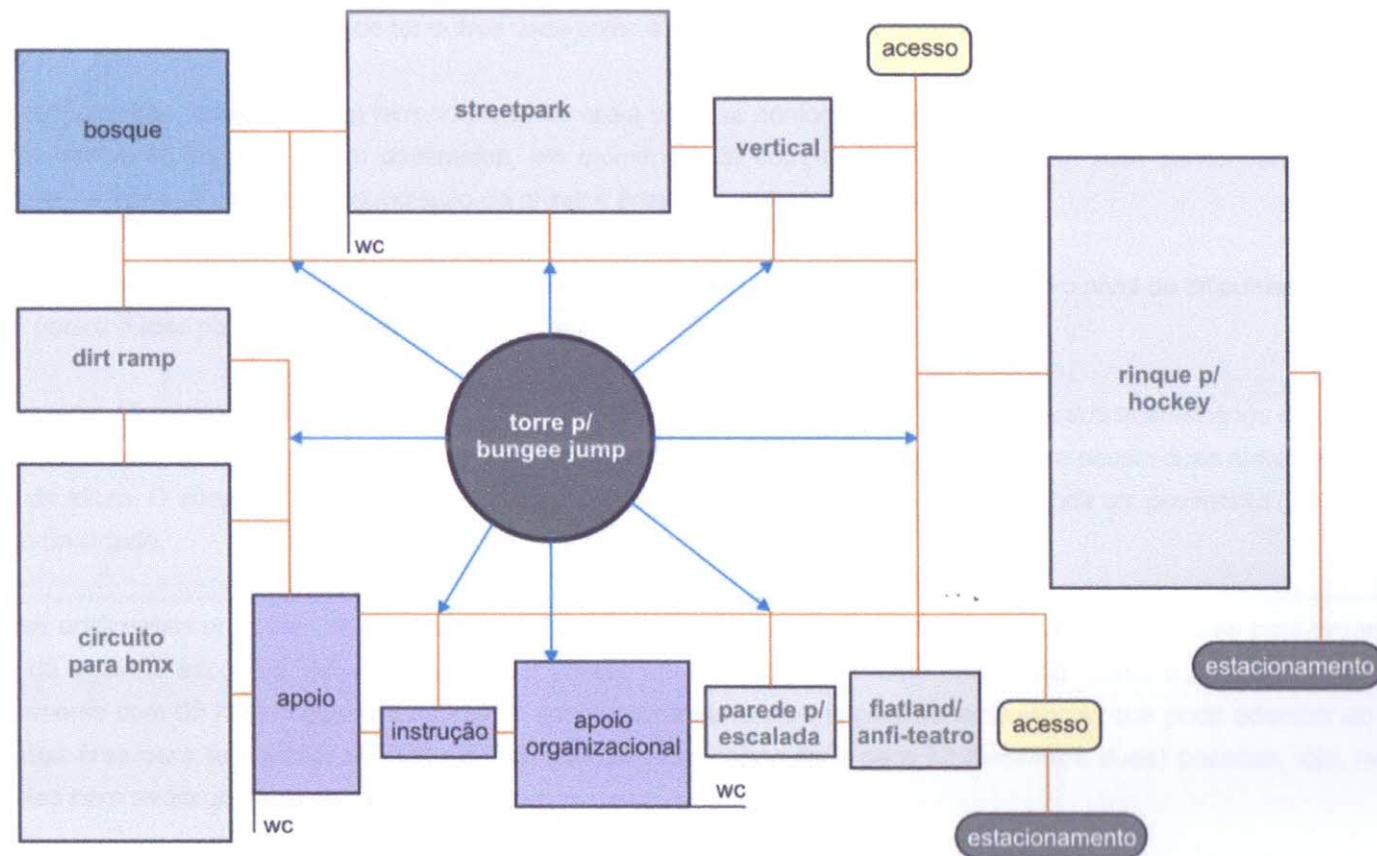 acesso
bosque
streetpark
vertical
wc
dirt ramp
torre p/
bungee jump
rinque p/
hockey
circuito
para bmx
apoio
instrução
apoio
organizacional
parede p/
escalada
flatland/
anfi-teatro
acesso
estacionamento
wc
wc
estacionamento